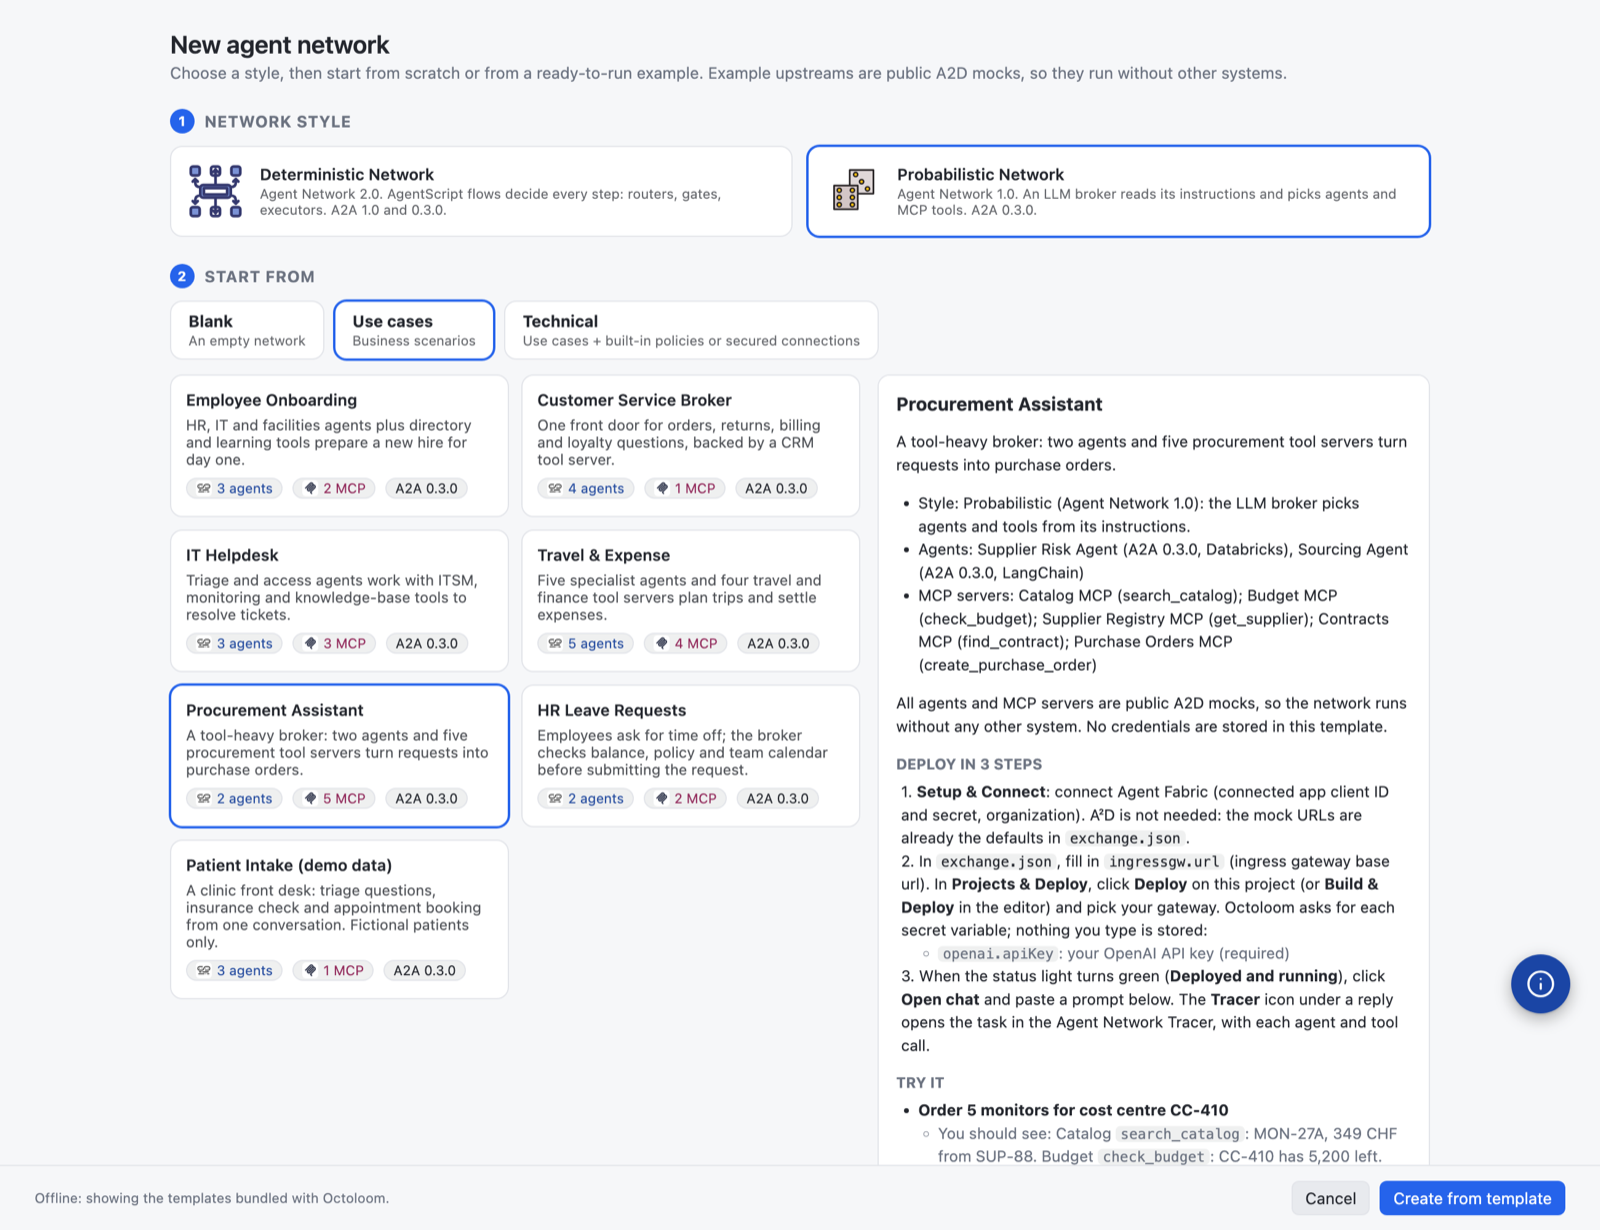 New agent network
Choose a style, then start from scratch or from a ready-to-run example. Example upstreams are public A2D mocks, so they run without other systems.
1 NETWORK STYLE
Deterministic Network
Agent Network 2.0. AgentScript flows decide every step: routers, gates,
executors. A2A 1.0 and 0.3.0.
Probabilistic Network
Agent Network 1.0. An LLM broker reads its instructions and picks agents and
MCP tools. A2A 0.3.0.
2 START FROM
Blank
An empty network
Use cases
Business scenarios
Technical
Use cases + built-in policies or secured connections
Employee Onboarding
HR, IT and facilities agents plus directory
and learning tools prepare a new hire for
day one.
3 agents 2 MCP A2A 0.3.0
Customer Service Broker
One front door for orders, returns, billing
and loyalty questions, backed by a CRM
tool server.
4 agents 1 MCP A2A 0.3.0
IT Helpdesk
Triage and access agents work with ITSM,
monitoring and knowledge-base tools to
resolve tickets.
3 agents 3 MCP A2A 0.3.0
Travel & Expense
Five specialist agents and four travel and
finance tool servers plan trips and settle
expenses.
5 agents 4 MCP A2A 0.3.0
Procurement Assistant
A tool-heavy broker: two agents and five
procurement tool servers turn requests into
purchase orders.
2 agents 5 MCP A2A 0.3.0
HR Leave Requests
Employees ask for time off; the broker
checks balance, policy and team calendar
before submitting the request.
2 agents 2 MCP A2A 0.3.0
Patient Intake (demo data)
A clinic front desk: triage questions,
insurance check and appointment booking
from one conversation. Fictional patients
only.
3 agents 1 MCP A2A 0.3.0
Procurement Assistant
A tool-heavy broker: two agents and five procurement tool servers turn
requests into purchase orders.
• Style: Probabilistic (Agent Network 1.0): the LLM broker picks
agents and tools from its instructions.
• Agents: Supplier Risk Agent (A2A 0.3.0, Databricks), Sourcing Agent
(A2A 0.3.0, LangChain)
• MCP servers: Catalog MCP (search_catalog); Budget MCP
(check_budget); Supplier Registry MCP (get_supplier); Contracts
MCP (find_contract); Purchase Orders MCP
(create_purchase_order)
All agents and MCP servers are public A2D mocks, so the network runs
without any other system. No credentials are stored in this template.
DEPLOY IN 3 STEPS
1. Setup & Connect: connect Agent Fabric (connected app client ID
and secret, organization). A²D is not needed: the mock URLs are
already the defaults in exchange.json.
2. In exchange.json, fill in ingressgw.url (ingress gateway base
url). In Projects & Deploy, click Deploy on this project (or Build &
Deploy in the editor) and pick your gateway. Octoloom asks for each
secret variable; nothing you type is stored:
◦ openai.apiKey: your OpenAI API key (required)
3. When the status light turns green (Deployed and running), click
Open chat and paste a prompt below. The Tracer icon under a reply
opens the task in the Agent Network Tracer, with each agent and tool
call.
TRY IT
• Order 5 monitors for cost centre CC-410
◦ You should see: Catalog search_catalog: MON-27A, 349 CHF
from SUP-88. Budget check_budget: CC-410 has 5,200 left.
Offline: showing the templates bundled with Octoloom.
Cancel
Create from template